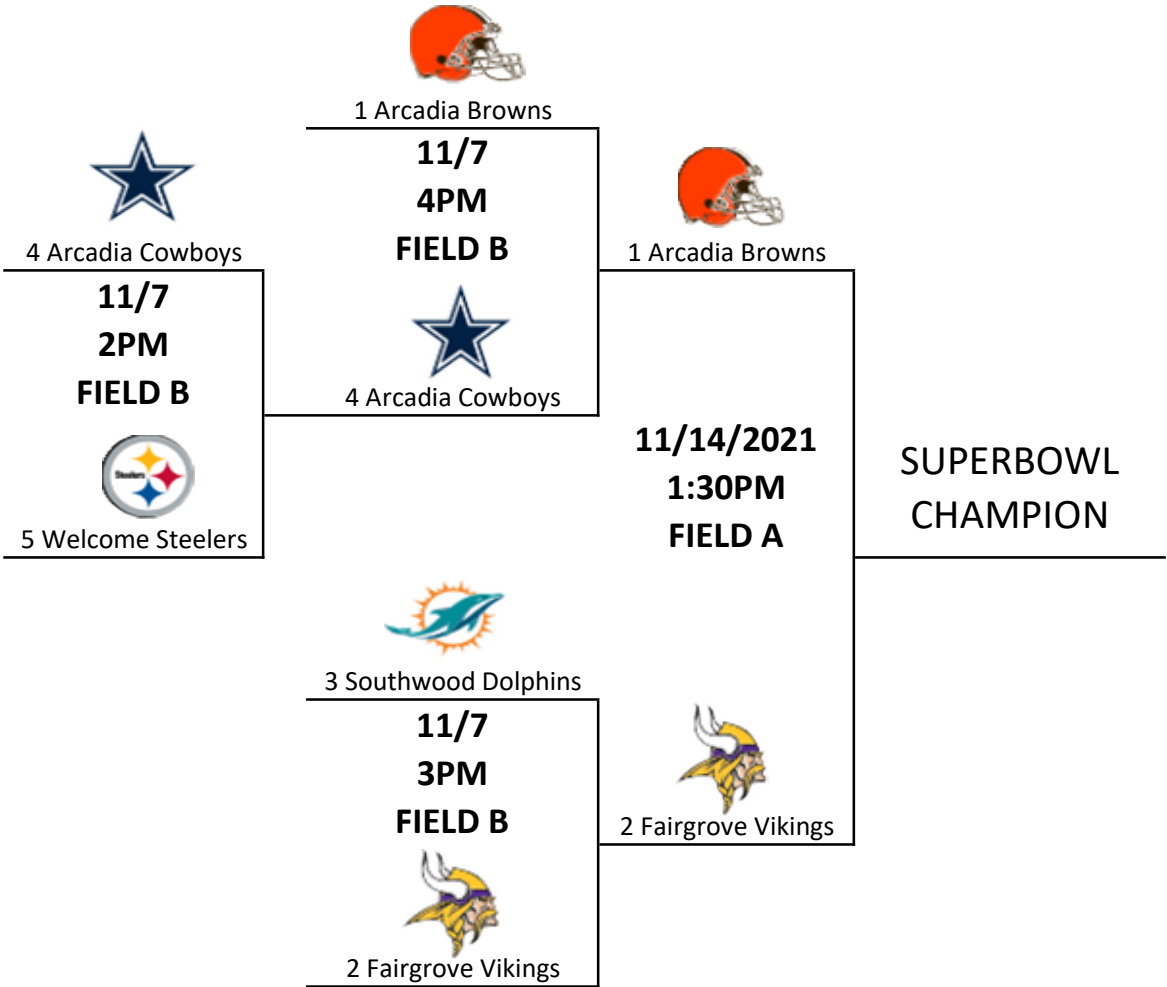 1 Arcadia Browns
11/7
4PM
FIELD B
4 Arcadia Cowboys
11/7
2PM
FIELD B
Steelers
5 Welcome Steelers
4 Arcadia Cowboys
1 Arcadia Browns
11/14/2021
1:30PM
FIELD A
SUPERBOWL
CHAMPION
3 Southwood Dolphins
11/7
3PM
FIELD B
2 Fairgrove Vikings
2 Fairgrove Vikings